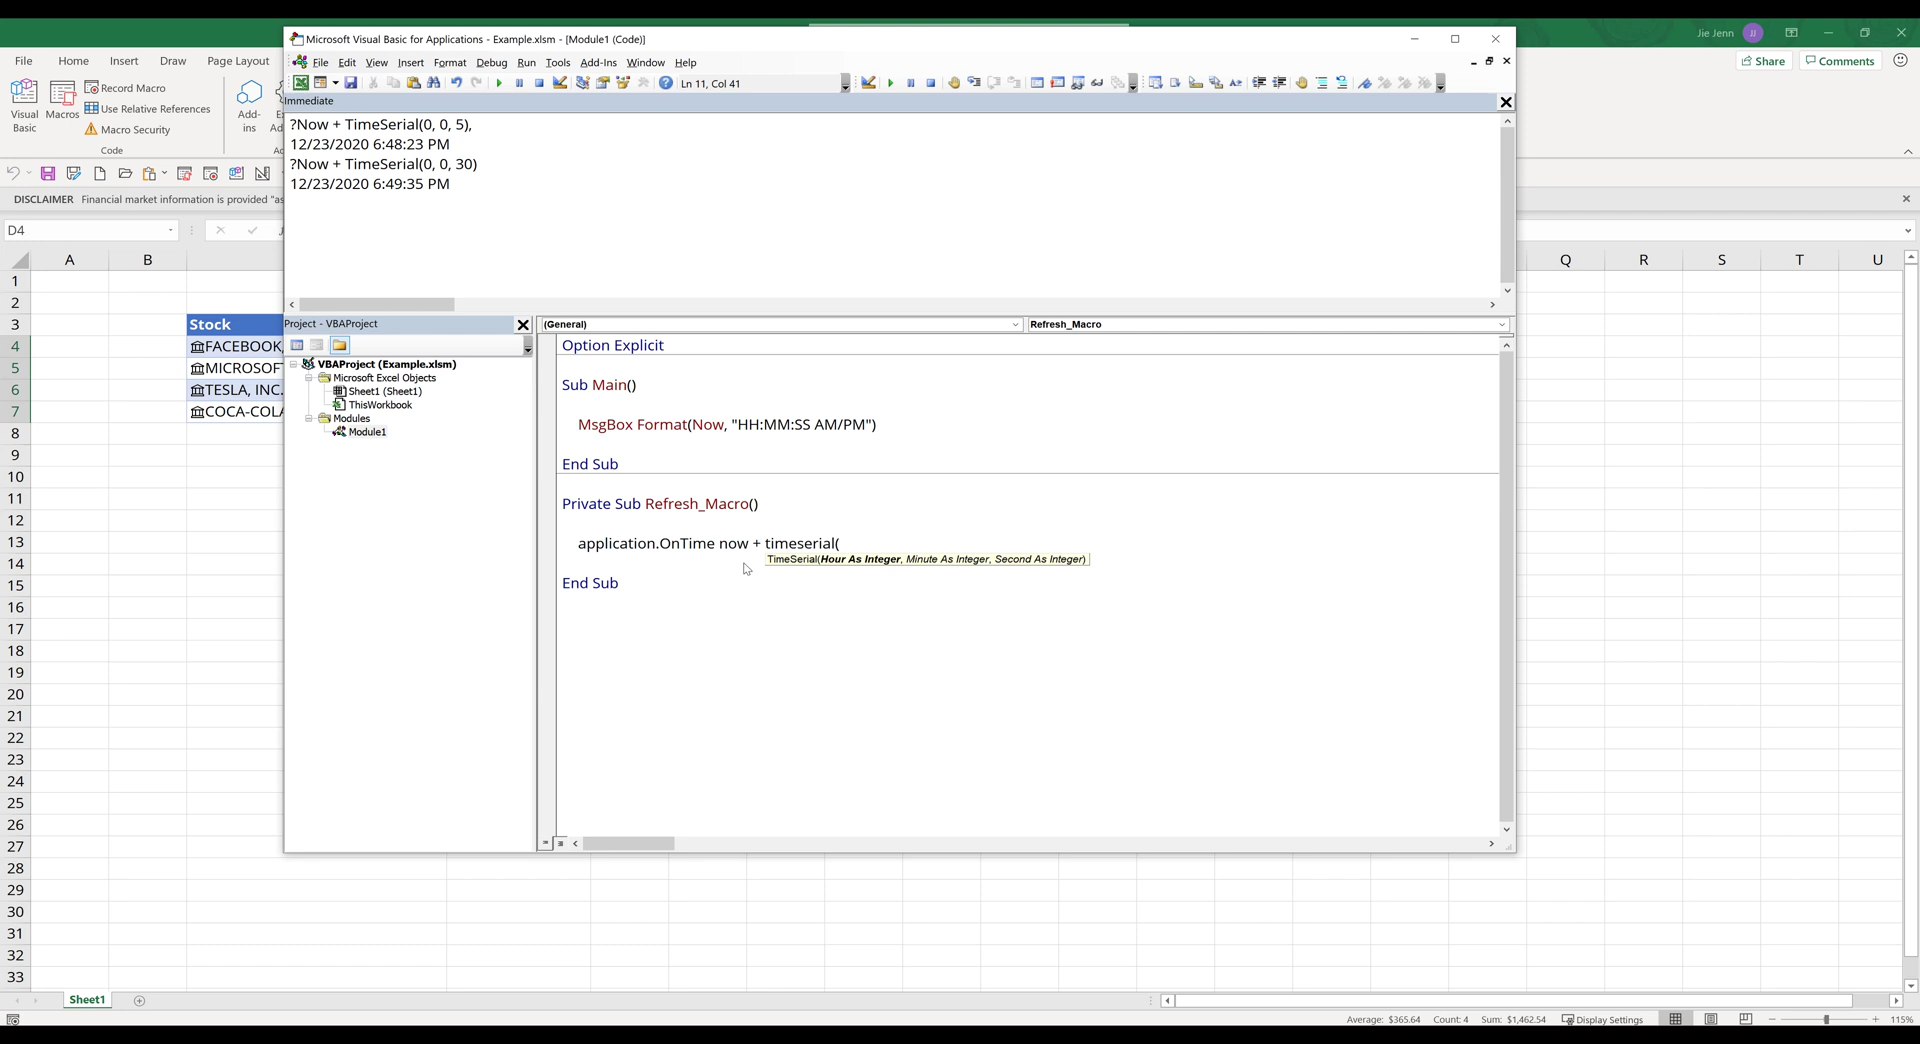 Jie Jenn
JJ
Microsoft Visual Basic for Applications - Example.xlsm - [Module1 (Code)]
File Home Insert Draw Page Layout
Share Comments
File Edit View Insert Format Debug Run Tools Add-Ins Window Help
Ln 11, Col 41
Visual Basic
Macros
Record Macro
Use Relative References
Macro Security
Code
Add-
ins
Immediate
?Now + TimeSerial(0, 0, 5),
12/23/2020 6:48:23 PM
?Now + TimeSerial(0, 0, 30)
12/23/2020 6:49:35 PM
DISCLAIMER Financial market information is provided "as
D4
A B Q R S T U
1
2
3
4
5
6
7
8
9
10
11
12
13
14
15
16
17
18
19
20
21
22
23
24
25
26
27
28
29
30
31
32
33
Stock
FACEBOOK,
MICROSOFT
TESLA, INC.
COCA-COLA
Project - VBAProject
VBAProject (Example.xlsm)
Microsoft Excel Objects
Sheet1 (Sheet1)
ThisWorkbook
Modules
Module1
(General) Refresh_Macro
Option Explicit
Sub Main()
MsgBox Format(Now, "HH:MM:SS AM/PM")
End Sub
Private Sub Refresh_Macro()
application.OnTime now + timeserial(
TimeSerial(Hour As Integer, Minute As Integer, Second As Integer)
End Sub
Sheet1
Average: $365.64 Count: 4 Sum: $1,462.54 Display Settings 115%